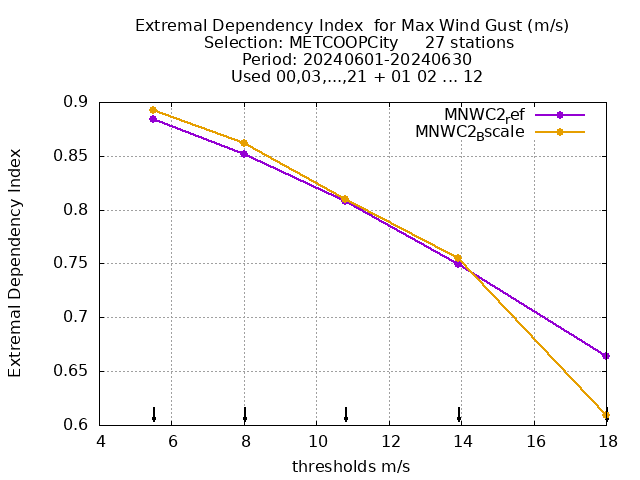 Extremal Dependency Index  for Max Wind Gust (m/s)
Selection: METCOOPCity     27 stations
Period: 20240601-20240630
Used 00,03,...,21 + 01 02 ... 12
MNWC2_ref
MNWC2_Bscale
0.9
0.85
0.8
0.75
0.7
0.65
0.6
Extremal Dependency Index
4 6 8 10 12 14 16 18
thresholds m/s